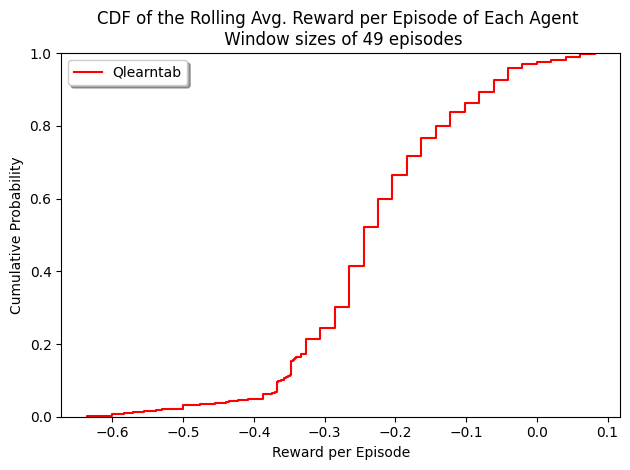 CDF of the Rolling Avg. Reward per Episode of Each Agent
Window sizes of 49 episodes
Qlearntab
1.0
0.8
0.6
0.4
0.2
0.0
Cumulative Probability
−0.6
−0.5
−0.4
−0.3
−0.2
−0.1
0.0
0.1
Reward per Episode